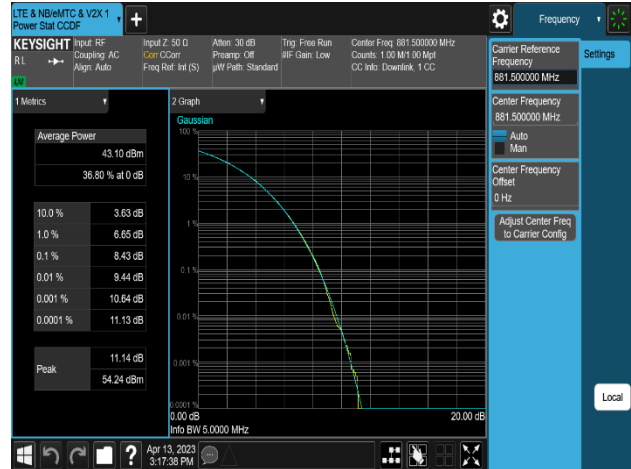 LTE & NB/eMTC & V2X 1
Power Stat CCDF
Frequency
KEYSIGHT
RL
LXI
Input: RF
Coupling: AC
Align: Auto
Input Z: 50 Ω
Corr CCorr
Freq Ref: Int (S)
Atten: 30 dB
Preamp: Off
µW Path: Standard
Trig: Free Run
#IF Gain: Low
Center Freq: 881.500000 MHz
Counts: 1.00 M/1.00 Mpt
CC Info: Downlink, 1 CC
Carrier Reference
Frequency
881.500000 MHz
Settings
Center Frequency
881.500000 MHz
Auto
Man
Center Frequency
Offset
0 Hz
Adjust Center Freq
to Carrier Config
Local
1 Metrics
Average Power
43.10 dBm
36.80 % at 0 dB
10.0 % 3.63 dB
1.0 % 6.65 dB
0.1 % 8.43 dB
0.01 % 9.44 dB
0.001 % 10.64 dB
0.0001 % 11.13 dB
Peak
11.14 dB
54.24 dBm
2 Graph
Gaussian
100 %
10 %
1 %
0.1 %
0.01 %
0.001 %
0.0001 %
0.00 dB
20.00 dB
Info BW 5.0000 MHz
?
Apr 13, 2023
3:17:38 PM